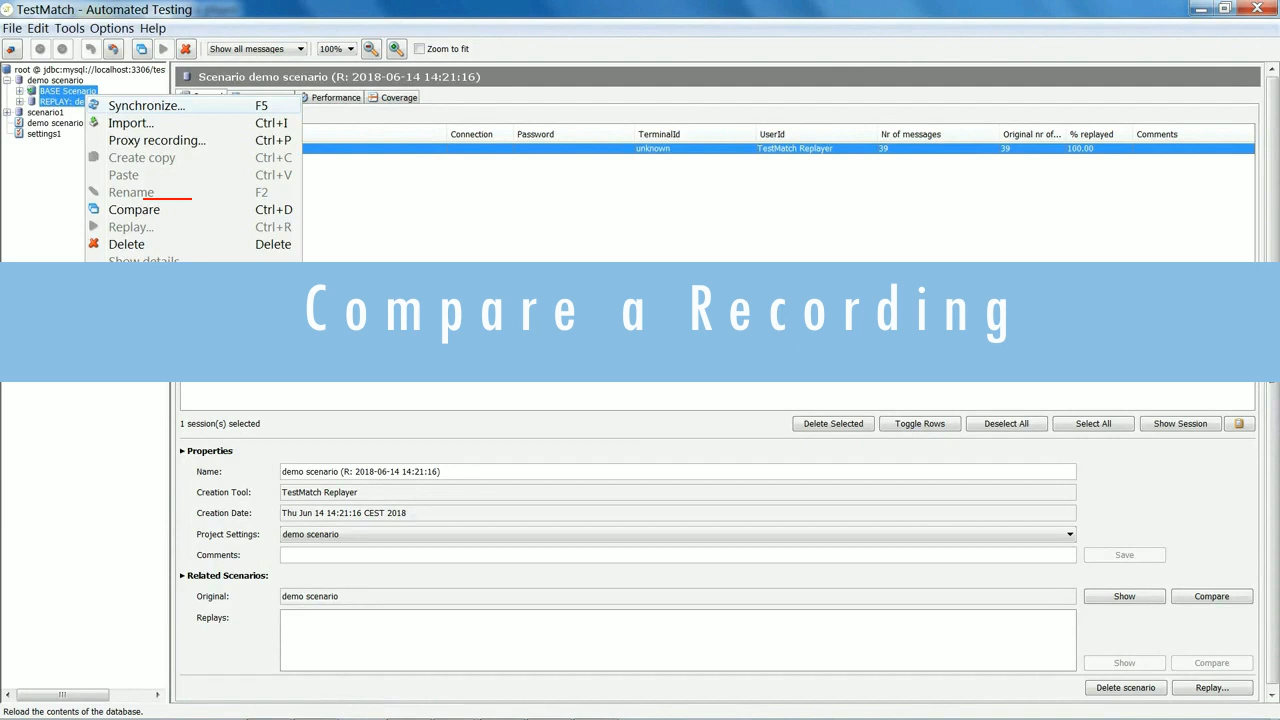 TestMatch - Automated Testing
File Edit Tools Options Help
Show all messages 100% Zoom to fit
root @ jdbc:mysql://localhost:3306/tes
demo scenario
BASE Scenario
REPLAY: de
scenario1
demo scenario
settings1
Synchronize... F5
Import... Ctrl+I
Proxy recording... Ctrl+P
Create copy Ctrl+C
Paste Ctrl+V
Rename F2
Compare Ctrl+D
Replay... Ctrl+R
Delete Delete
Show details
Scenario demo scenario (R: 2018-06-14 14:21:16)
Performance Coverage
Connection Password TerminalId UserId Nr of messages Original nr of... % replayed Comments
unknown TestMatch Replayer 39 39 100.00
Compare a Recording
1 session(s) selected Delete Selected Toggle Rows Deselect All Select All Show Session
Properties
Name: demo scenario (R: 2018-06-14 14:21:16)
Creation Tool: TestMatch Replayer
Creation Date: Thu Jun 14 14:21:16 CEST 2018
Project Settings: demo scenario
Comments: Save
Related Scenarios:
Original: demo scenario Show Compare
Replays:
Show Compare
Delete scenario Replay...
Reload the contents of the database.